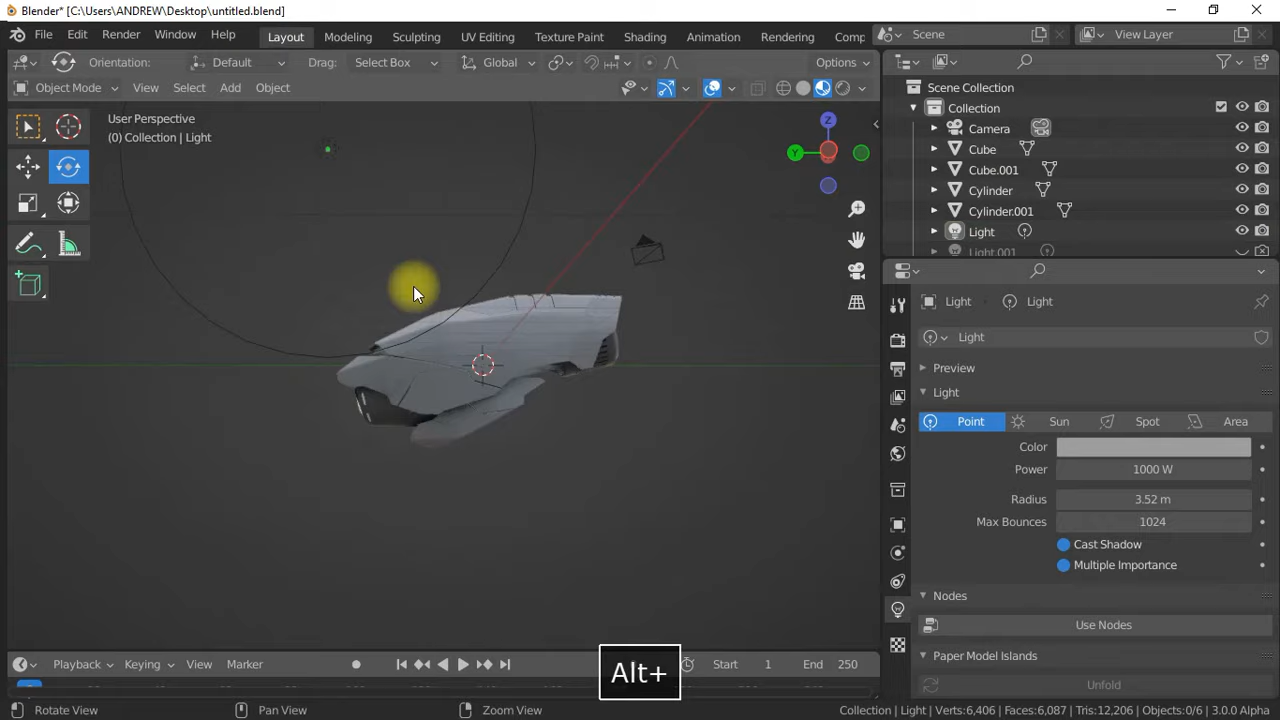 Blender* [C:\Users\ANDREW\Desktop\untitled.blend]
File Edit Render Window Help Layout Modeling Sculpting UV Editing Texture Paint Shading Animation Rendering Comp Scene View Layer
Orientation: Default Drag: Select Box Global Options
Object Mode View Select Add Object
Scene Collection
Collection
User Perspective
(0) Collection | Light
Z
Y
Camera
Cube
Cube.001
Cylinder
Cylinder.001
Light
Light.001
Light Light
Light
Preview
Light
Point Sun Spot Area
Color
Power 1000 W
Radius 3.52 m
Max Bounces 1024
Cast Shadow
Multiple Importance
Nodes
Use Nodes
Paper Model Islands
Unfold
Playback Keying View Marker Start 1 End 250
Alt+
Rotate View Pan View Zoom View Collection | Light | Verts:6,406 | Faces:6,087 | Tris:12,206 | Objects:0/6 | 3.0.0 Alpha